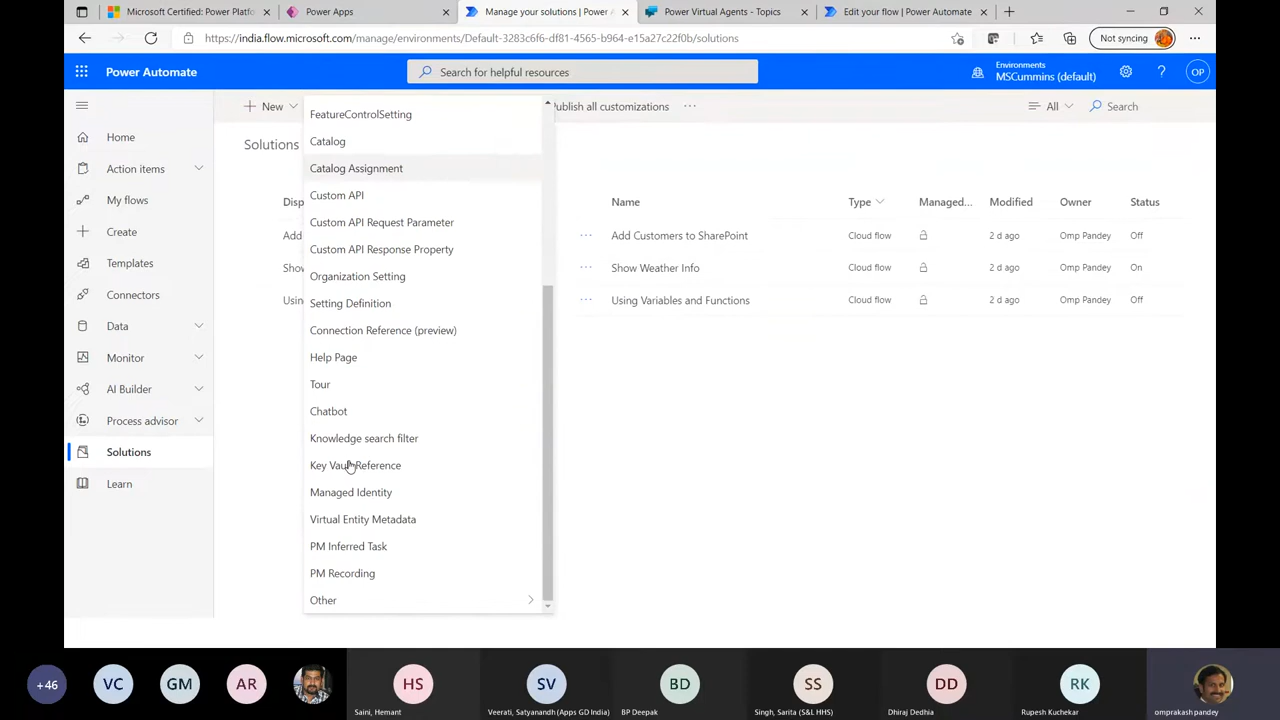 Microsoft Certified: Power Platfo
Power Apps
Manage your solutions | Power A
Power Virtual Agents - Topics
Edit your flow | Power Automate
https://india.flow.microsoft.com/manage/environments/Default-3283c6f6-df81-4565-b964-e15a27c22f0b/solutions
Not syncing
Power Automate
Search for helpful resources
Environments
MSCummins (default)
OP
New
Publish all customizations
All
Search
Home
Action items
My flows
Create
Templates
Connectors
Data
Monitor
AI Builder
Process advisor
Solutions
Learn
Solutions
Disp
Add
Show
Usin
FeatureControlSetting
Catalog
Catalog Assignment
Custom API
Custom API Request Parameter
Custom API Response Property
Organization Setting
Setting Definition
Connection Reference (preview)
Help Page
Tour
Chatbot
Knowledge search filter
Key Vault Reference
Managed Identity
Virtual Entity Metadata
PM Inferred Task
PM Recording
Other
Name Type Managed... Modified Owner Status
Add Customers to SharePoint Cloud flow 2 d ago Omp Pandey Off
Show Weather Info Cloud flow 2 d ago Omp Pandey On
Using Variables and Functions Cloud flow 2 d ago Omp Pandey Off
+46
VC
GM
AR
HS
Saini, Hemant
SV
Veerati, Satyanandh (Apps GD India)
BD
BP Deepak
SS
Singh, Sarita (S&L HHS)
DD
Dhiraj Dedhia
RK
Rupesh Kuchekar
omprakash pandey